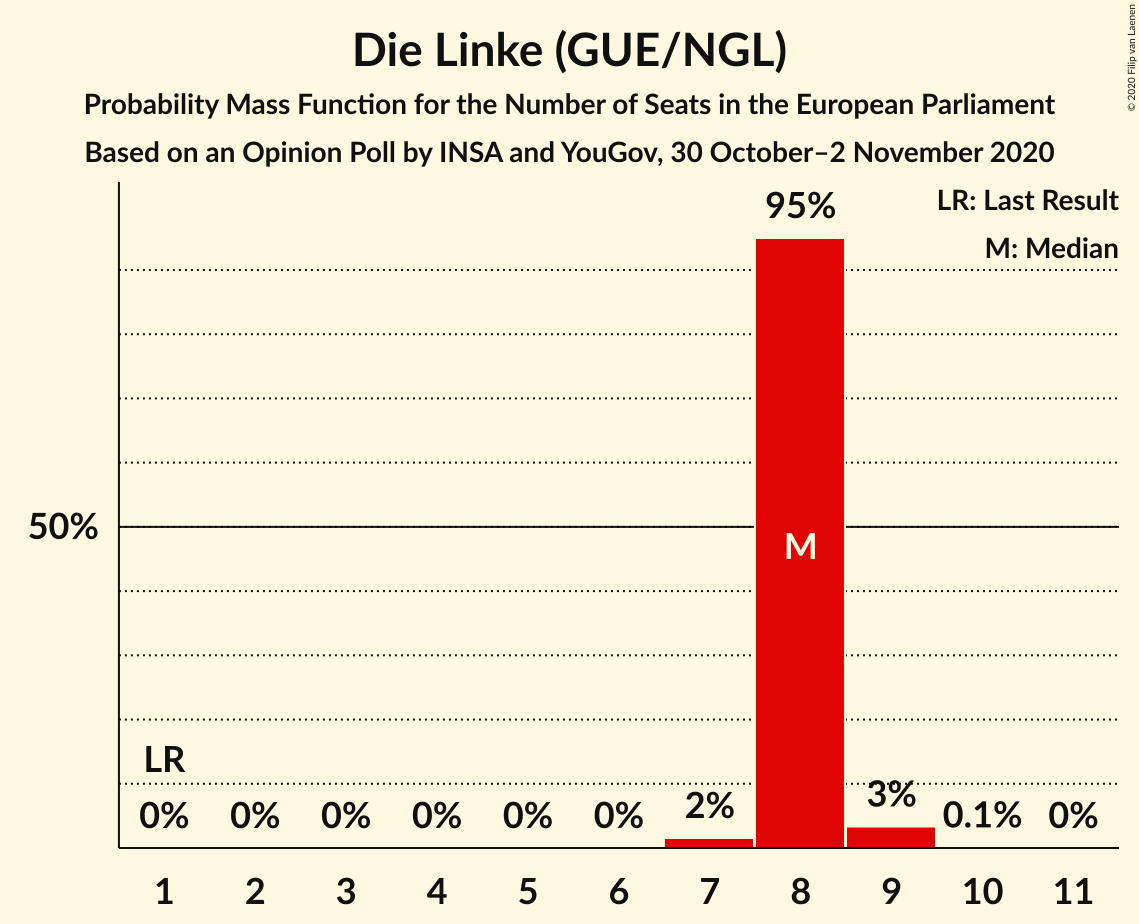 Die Linke (GUE/NGL)
Probability Mass Function for the Number of Seats in the European Parliament
Based on an Opinion Poll by INSA and YouGov, 30 October–2 November 2020
© 2020 Filip van Laenen
LR: Last Result
M: Median
95%
50%
M
LR
0%
0%
0%
0%
0%
0%
2%
3%
0.1%
0%
1
2
3
4
5
6
7
8
9
10
11